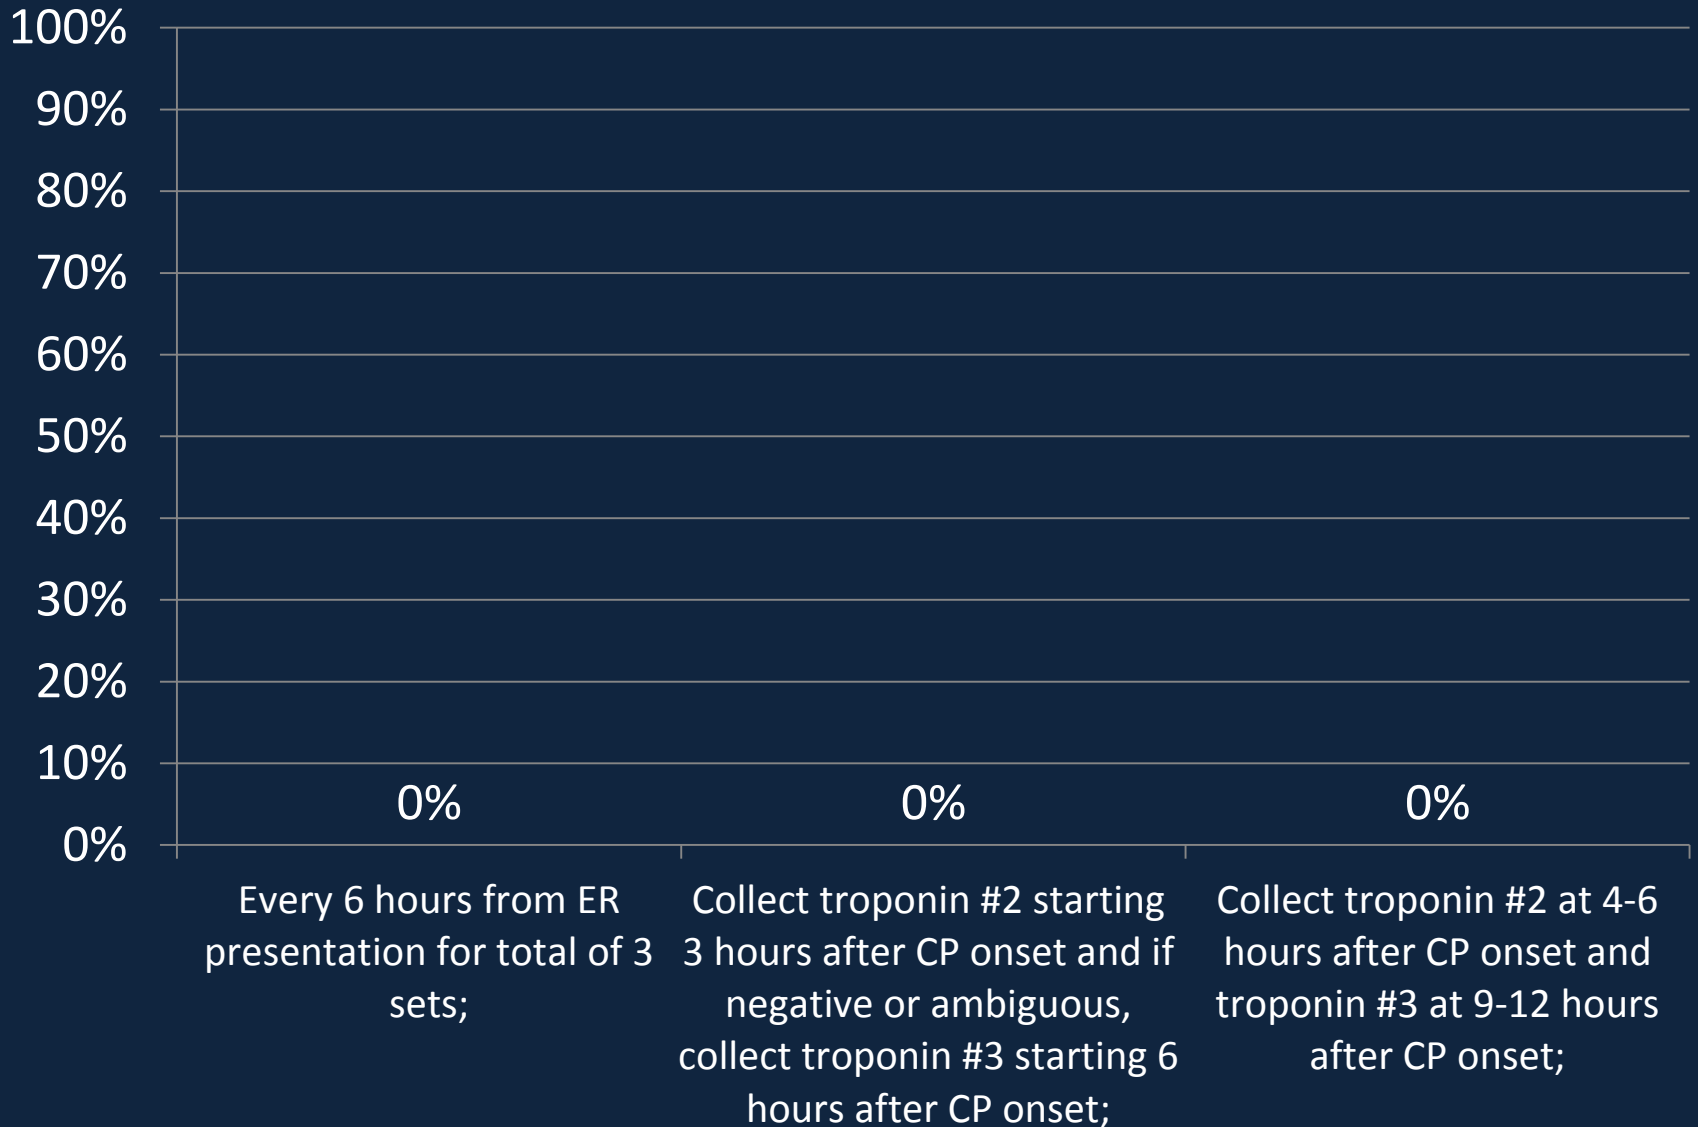 100%
90%
80%
70%
60%
50%
40%
30%
20%
10%
0%
0%
0%
0%
Every 6 hours from ER
presentation for total of 3
sets;
Collect troponin #2 starting
3 hours after CP onset and if
negative or ambiguous,
collect troponin #3 starting 6
hours after CP onset;
Collect troponin #2 at 4-6
hours after CP onset and
troponin #3 at 9-12 hours
after CP onset;